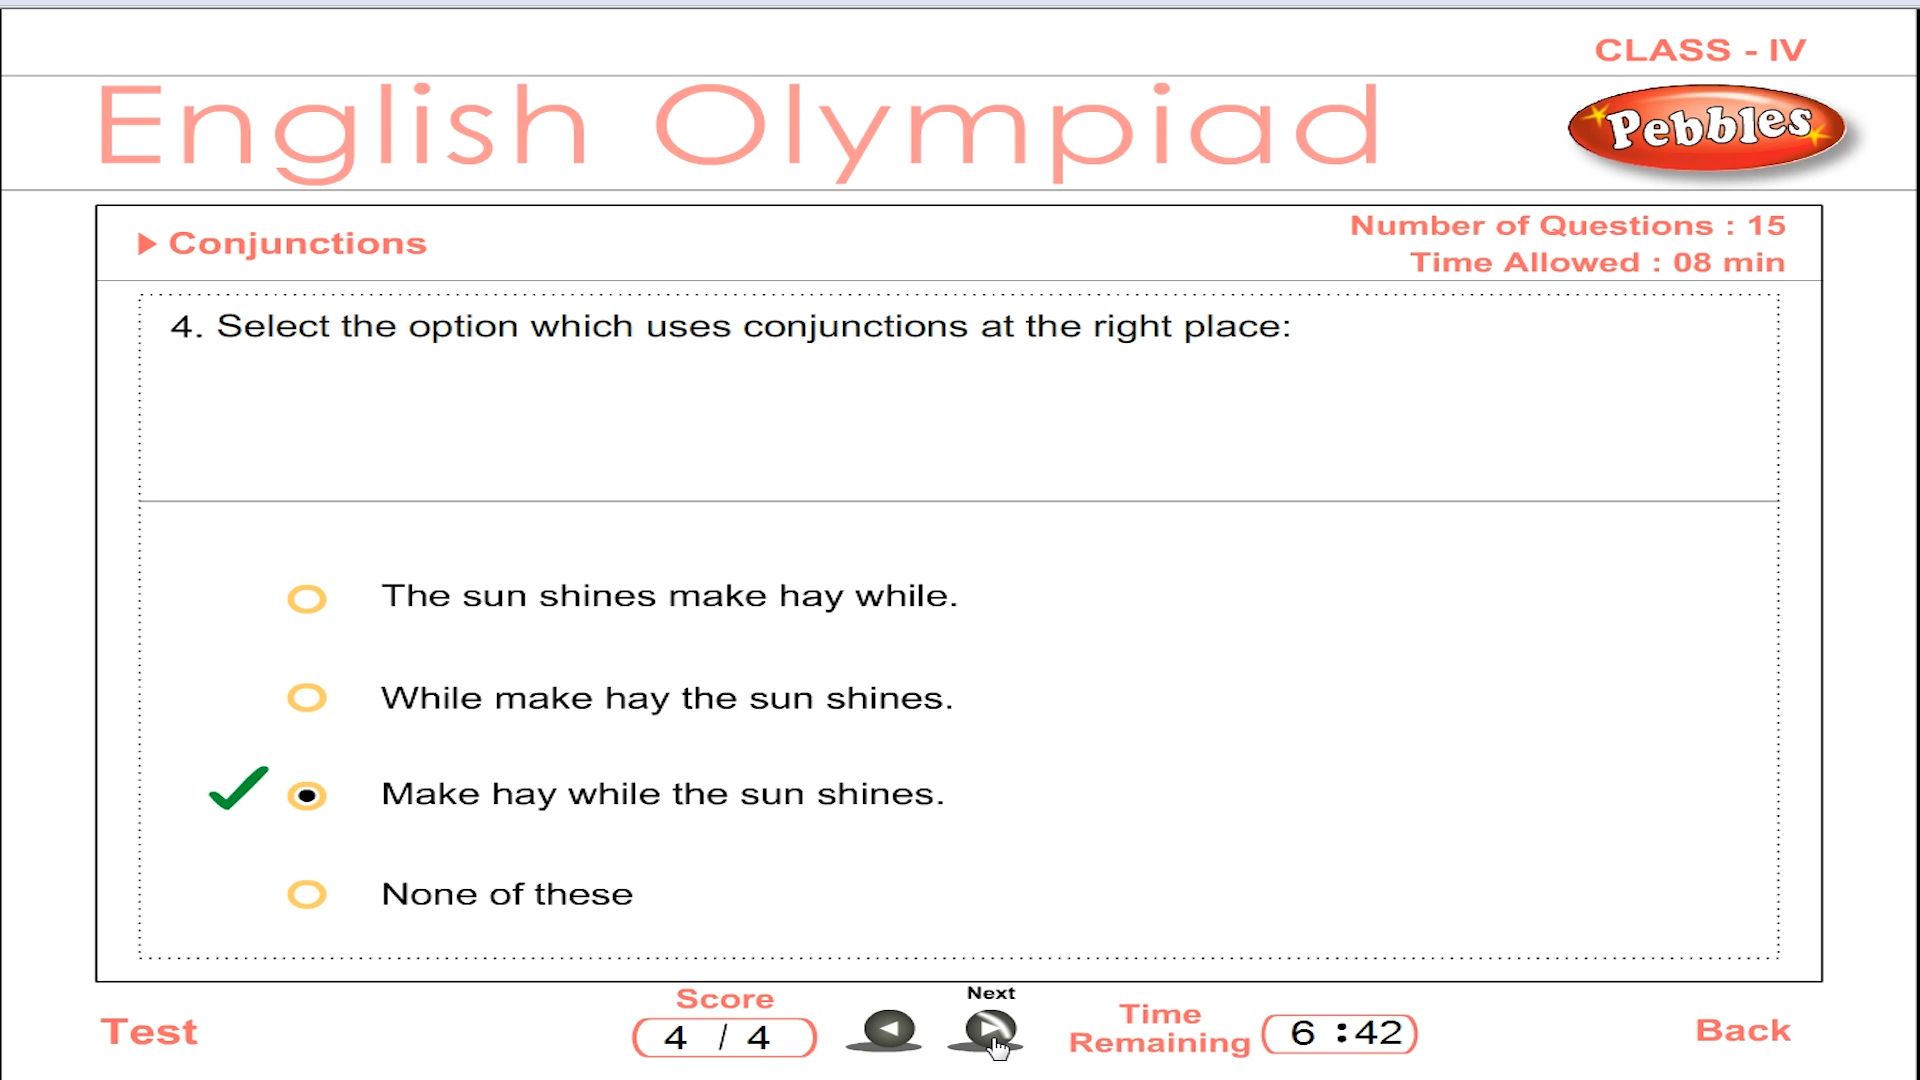 CLASS - IV
English Olympiad
Pebbles
Conjunctions
Number of Questions : 15
Time Allowed : 08 min
4. Select the option which uses conjunctions at the right place:
The sun shines make hay while.
While make hay the sun shines.
Make hay while the sun shines.
None of these
Test
Score
4 / 4
Next
Time
Remaining
6 :42
Back